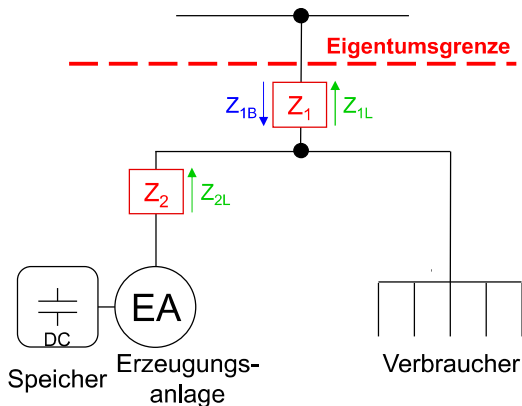 Eigentumsgrenze
Z1B
Z1
Z1L
Z2
Z2L
EA
DC
Speicher
Erzeugungs-
anlage
Verbraucher